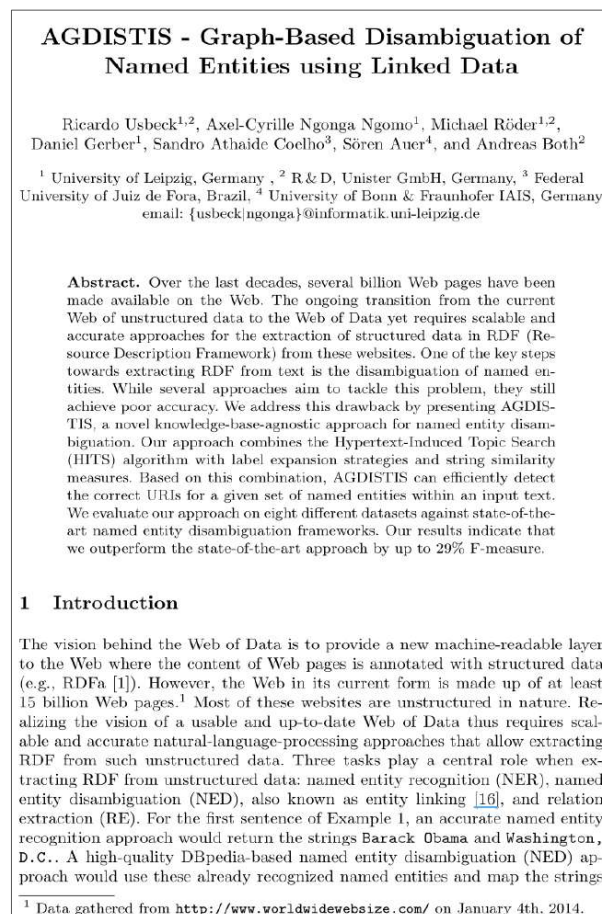 AGDISTIS - Graph-Based Disambiguation of
Named Entities using Linked Data
Ricardo Usbeck1,2, Axel-Cyrille Ngonga Ngomo1, Michael Röder1,2,
Daniel Gerber1, Sandro Athaide Coelho3, Sören Auer4, and Andreas Both2
1 University of Leipzig, Germany , 2 R & D, Unister GmbH, Germany, 3 Federal
University of Juiz de Fora, Brazil, 4 University of Bonn & Fraunhofer IAIS, Germany
email: {usbeck|ngonga}@informatik.uni-leipzig.de
Abstract. Over the last decades, several billion Web pages have been
made available on the Web. The ongoing transition from the current
Web of unstructured data to the Web of Data yet requires scalable and
accurate approaches for the extraction of structured data in RDF (Re-
source Description Framework) from these websites. One of the key steps
towards extracting RDF from text is the disambiguation of named en-
tities. While several approaches aim to tackle this problem, they still
achieve poor accuracy. We address this drawback by presenting AGDIS-
TIS, a novel knowledge-base-agnostic approach for named entity disam-
biguation. Our approach combines the Hypertext-Induced Topic Search
(HITS) algorithm with label expansion strategies and string similarity
measures. Based on this combination, AGDISTIS can efficiently detect
the correct URIs for a given set of named entities within an input text.
We evaluate our approach on eight different datasets against state-of-the-
art named entity disambiguation frameworks. Our results indicate that
we outperform the state-of-the-art approach by up to 29% F-measure.
1 Introduction
The vision behind the Web of Data is to provide a new machine-readable layer
to the Web where the content of Web pages is annotated with structured data
(e.g., RDFa [1]). However, the Web in its current form is made up of at least
15 billion Web pages.1 Most of these websites are unstructured in nature. Re-
alizing the vision of a usable and up-to-date Web of Data thus requires scal-
able and accurate natural-language-processing approaches that allow extracting
RDF from such unstructured data. Three tasks play a central role when ex-
tracting RDF from unstructured data: named entity recognition (NER), named
entity disambiguation (NED), also known as entity linking [16], and relation
extraction (RE). For the first sentence of Example 1, an accurate named entity
recognition approach would return the strings Barack Obama and Washington,
D.C.. A high-quality DBpedia-based named entity disambiguation (NED) ap-
proach would use these already recognized named entities and map the strings
1 Data gathered from http://www.worldwidewebsize.com/ on January 4th, 2014.